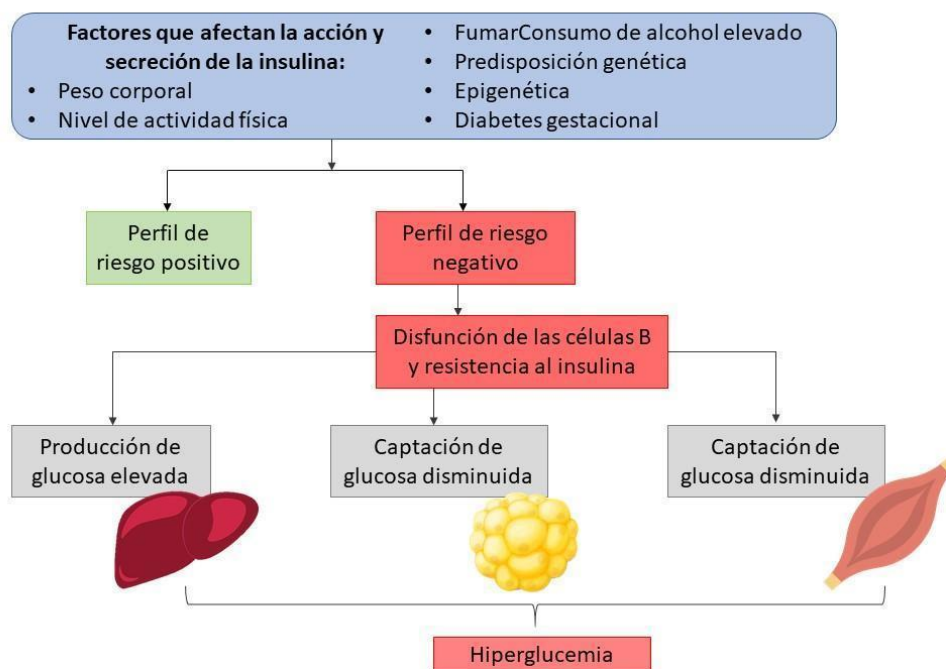 Factores que afectan la acción y
secreción de la insulina:
• Peso corporal
• Nivel de actividad física
• FumarConsumo de alcohol elevado
• Predisposición genética
• Epigenética
• Diabetes gestacional
Perfil de
riesgo positivo
Perfil de riesgo
negativo
Disfunción de las células B
y resistencia al insulina
Producción de
glucosa elevada
Captación de
glucosa disminuida
Captación de
glucosa disminuida
Hiperglucemia